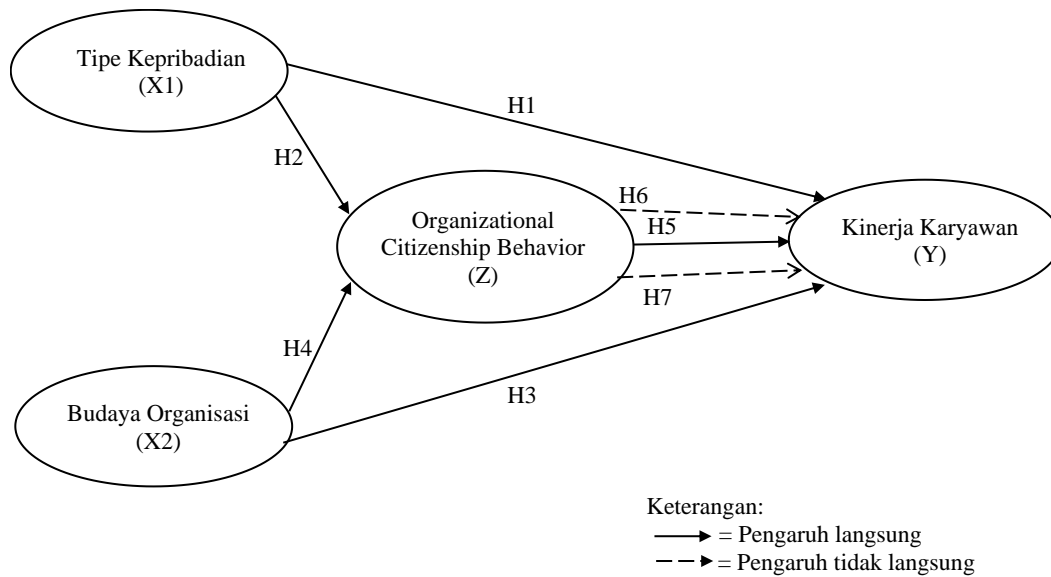 Tipe Kepribadian
(X1)
H1
H2
Organizational
Citizenship Behavior
(Z)
H6
H5
H7
Kinerja Karyawan
(Y)
H4
H3
Budaya Organisasi
(X2)
Keterangan:
= Pengaruh langsung
= Pengaruh tidak langsung